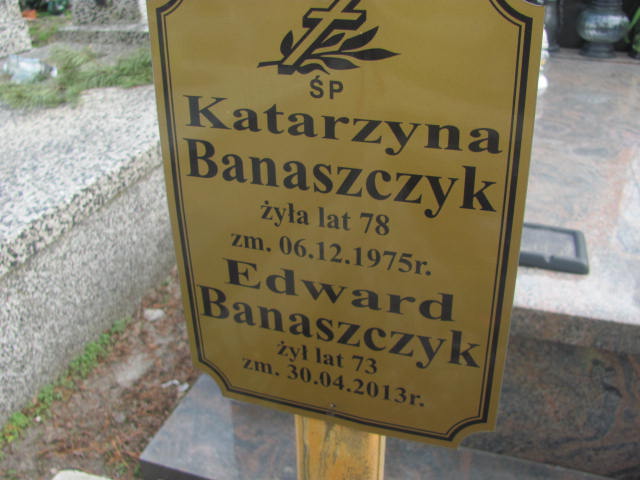 ŚP
Katarzyna
Banaszczyk
żyła lat 78
zm. 06.12.1975r.
Edward
Banaszczyk
żył lat 73
zm. 30.04.2013r.